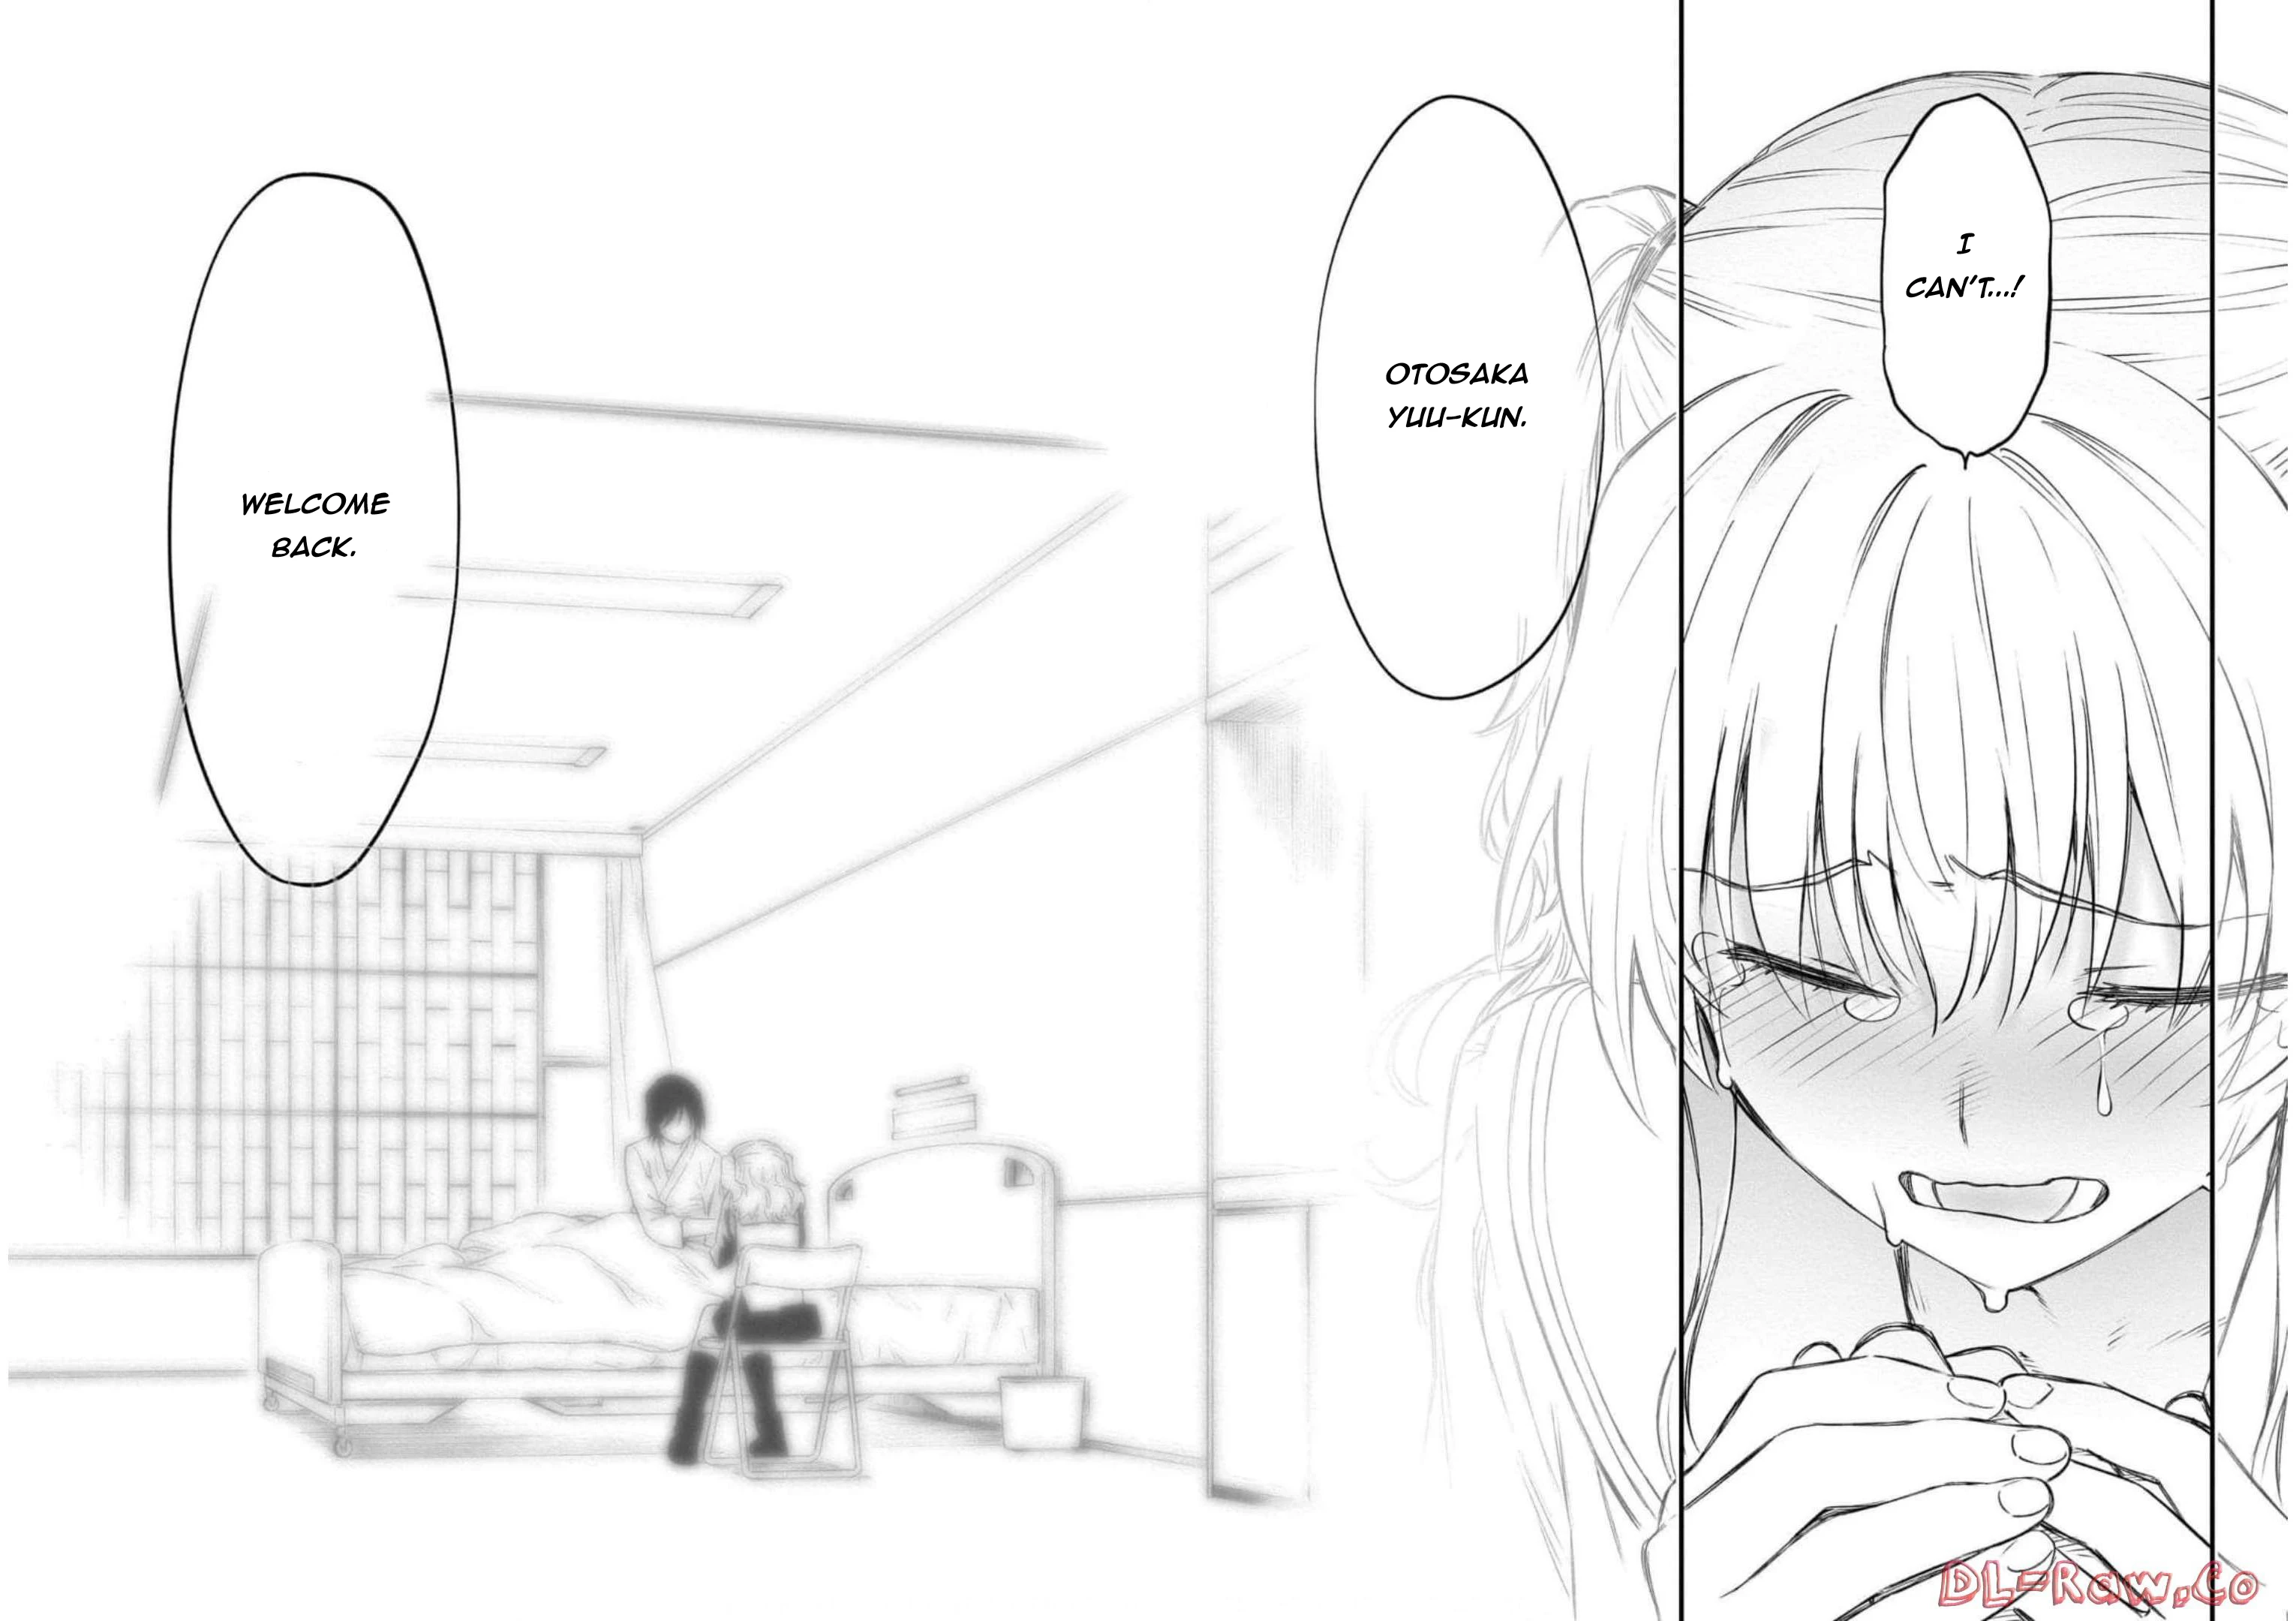 I
CAN'T...!
OTOSAKA
YUU-KUN.
WELCOME
BACK.
DL=Raw.Co